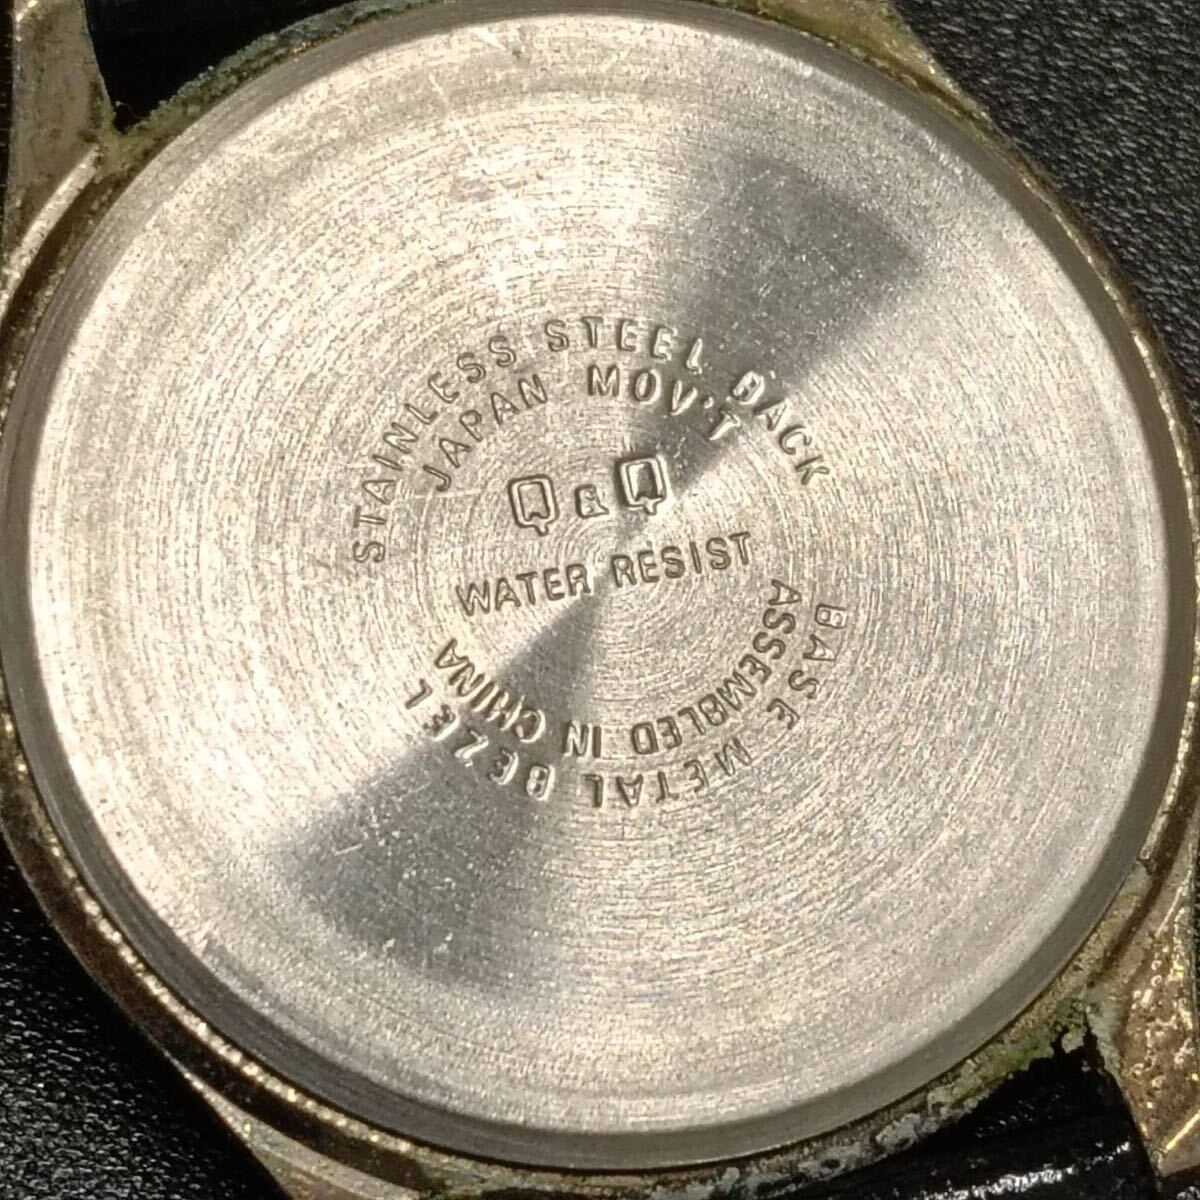 STAINLESS STEEL BACK
JAPAN MOV'T
Q&Q
WATER RESIST
ASSEMBLED IN CHINA
BASE METAL BEZEL